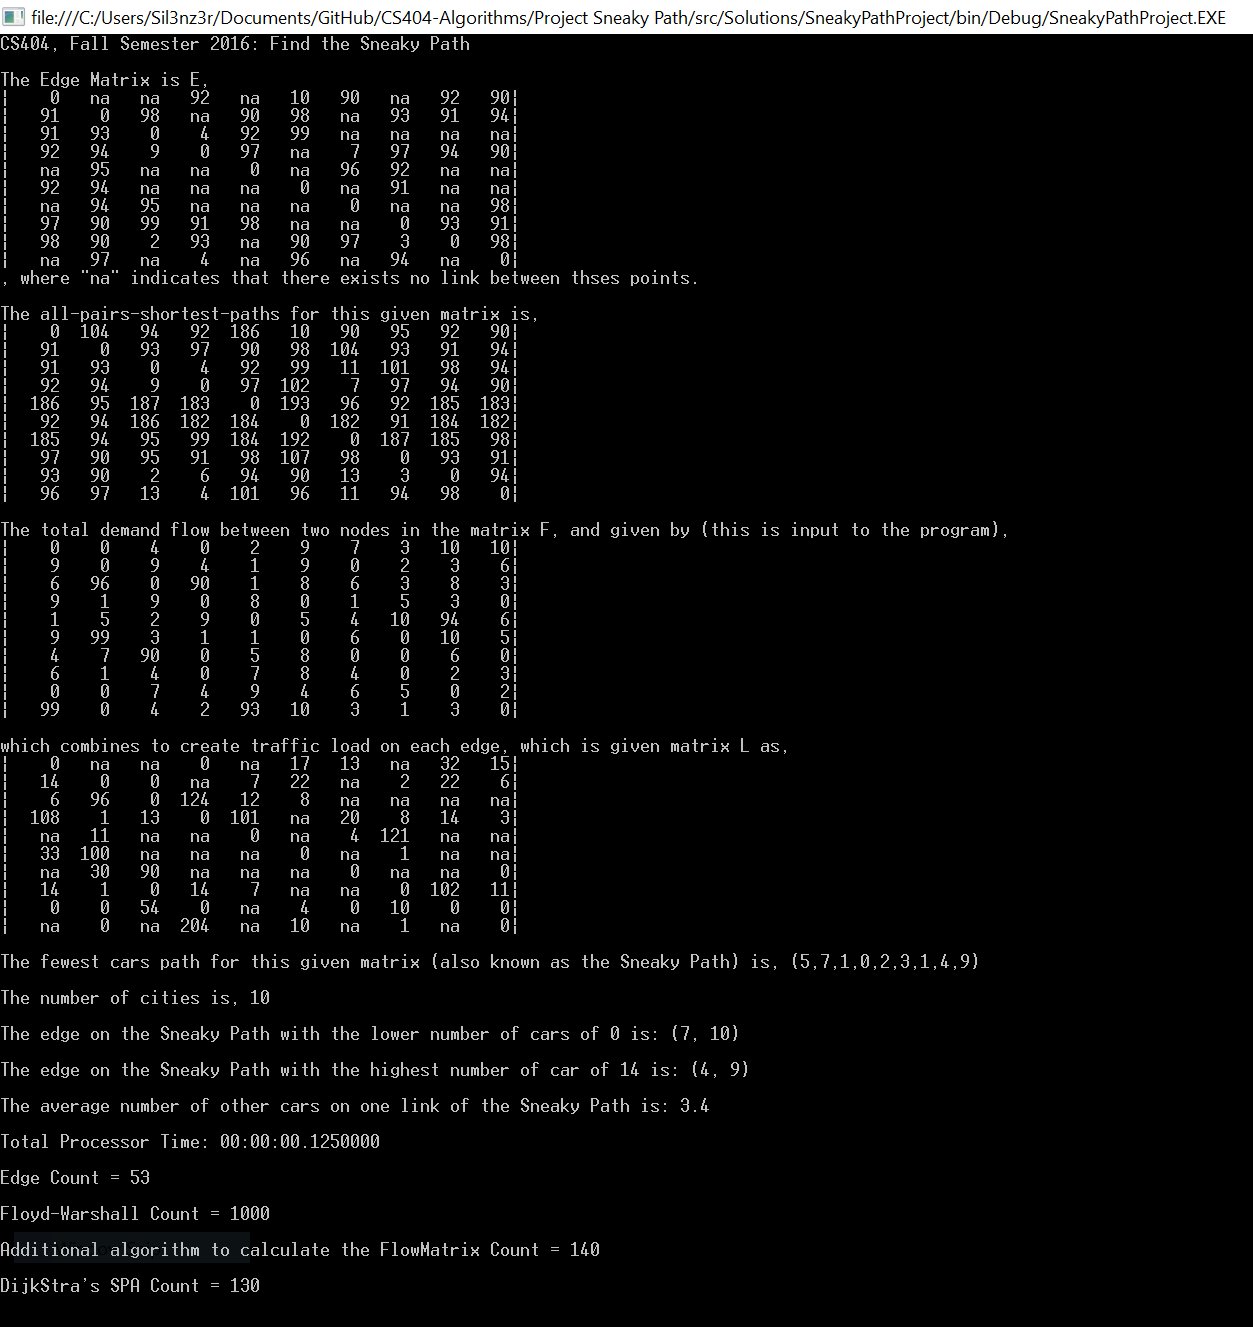 file:///C:/Users/Sil3nz3r/Documents/GitHub/CS404-Algorithms/Project Sneaky Path/src/Solutions/SneakyPathProject/bin/Debug/SneakyPathProject.EXE
CS404, Fall Semester 2016: Find the Sneaky Path
The Edge Matrix is E,
¦ 0 na na 92 na 10 90 na 92 90¦
¦ 91 0 98 na 90 98 na 93 91 94¦
¦ 91 93 0 4 92 99 na na na na¦
¦ 92 94 9 0 97 na 7 97 94 90¦
¦ na 95 na na 0 na 96 92 na na¦
¦ 92 94 na na na 0 na 91 na na¦
¦ na 94 95 na na na 0 na na 98¦
¦ 97 90 99 91 98 na na 0 93 91¦
¦ 98 90 2 93 na 90 97 3 0 98¦
¦ na 97 na 4 na 96 na 94 na 0¦
, where "na" indicates that there exists no link between thses points.
The all-pairs-shortest-paths for this given matrix is,
¦ 0 104 94 92 186 10 90 95 92 90¦
¦ 91 0 93 97 90 98 104 93 91 94¦
¦ 91 93 0 4 92 99 11 101 98 94¦
¦ 92 94 9 0 97 102 7 97 94 90¦
¦ 186 95 187 183 0 193 96 92 185 183¦
¦ 92 94 186 182 184 0 182 91 184 182¦
¦ 185 94 95 99 184 192 0 187 185 98¦
¦ 97 90 95 91 98 107 98 0 93 91¦
¦ 93 90 2 6 94 90 13 3 0 94¦
¦ 96 97 13 4 101 96 11 94 98 0¦
The total demand flow between two nodes in the matrix F, and given by (this is input to the program),
¦ 0 0 4 0 2 9 7 3 10 10¦
¦ 9 0 9 4 1 9 0 2 3 6¦
¦ 6 96 0 90 1 8 6 3 8 3¦
¦ 9 1 9 0 8 0 1 5 3 0¦
¦ 1 5 2 9 0 5 4 10 94 6¦
¦ 9 99 3 1 1 0 6 0 10 5¦
¦ 4 7 90 0 5 8 0 0 6 0¦
¦ 6 1 4 0 7 8 4 0 2 3¦
¦ 0 0 7 4 9 4 6 5 0 2¦
¦ 99 0 4 2 93 10 3 1 3 0¦
which combines to create traffic load on each edge, which is given matrix L as,
¦ 0 na na 0 na 17 13 na 32 15¦
¦ 14 0 0 na 7 22 na 2 22 6¦
¦ 6 96 0 124 12 8 na na na na¦
¦ 108 1 13 0 101 na 20 8 14 3¦
¦ na 11 na na 0 na 4 121 na na¦
¦ 33 100 na na na 0 na 1 na na¦
¦ na 30 90 na na na 0 na na 0¦
¦ 14 1 0 14 7 na na 0 102 11¦
¦ 0 0 54 0 na 4 0 10 0 0¦
¦ na 0 na 204 na 10 na 1 na 0¦
The fewest cars path for this given matrix (also known as the Sneaky Path) is, (5,7,1,0,2,3,1,4,9)
The number of cities is, 10
The edge on the Sneaky Path with the lower number of cars of 0 is: (7, 10)
The edge on the Sneaky Path with the highest number of car of 14 is: (4, 9)
The average number of other cars on one link of the Sneaky Path is: 3.4
Total Processor Time: 00:00:00.1250000
Edge Count = 53
Floyd-Warshall Count = 1000
Additional algorithm to calculate the FlowMatrix Count = 140
DijkStra's SPA Count = 130